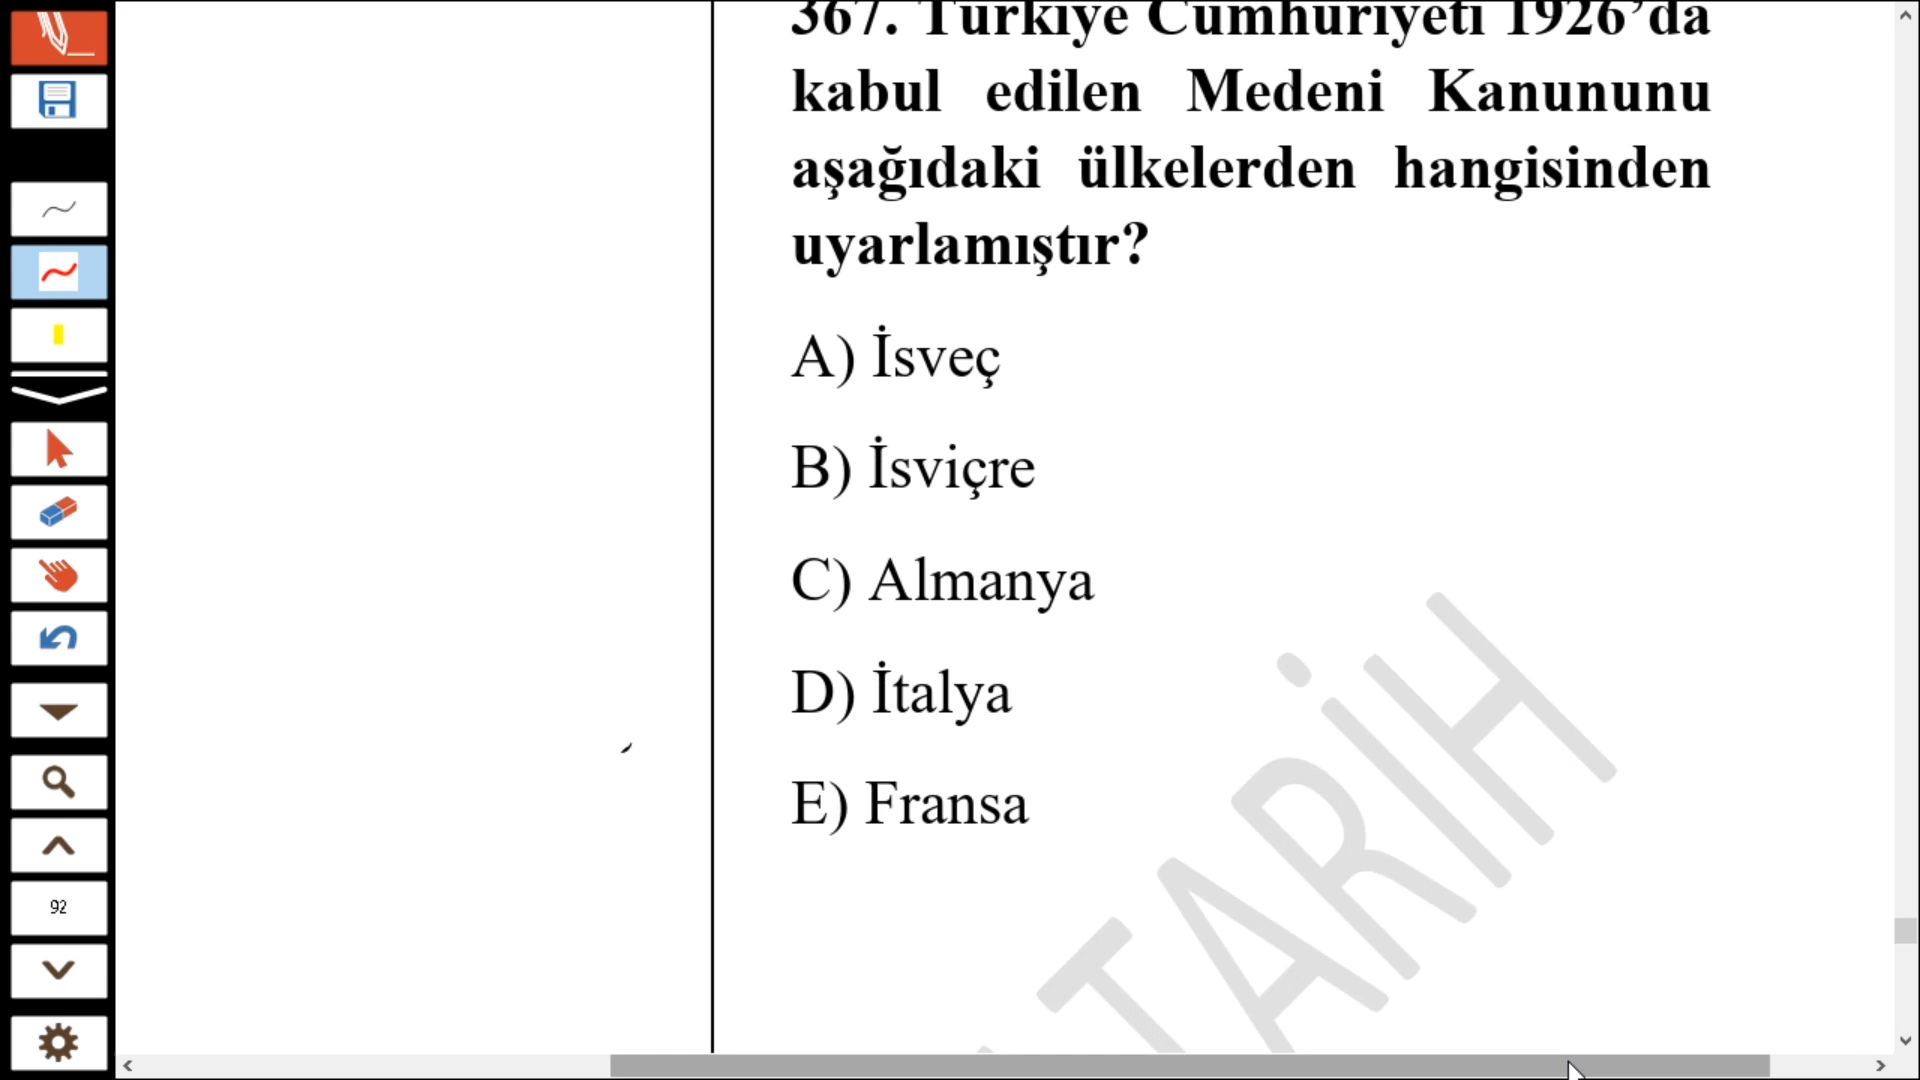 367. Türkiye Cumhuriyeti 1926’da
kabul edilen Medeni Kanununu
aşağıdaki ülkelerden hangisinden
uyarlamıştır?
A) İsveç
B) İsviçre
C) Almanya
D) İtalya
E) Fransa
TARİH
92